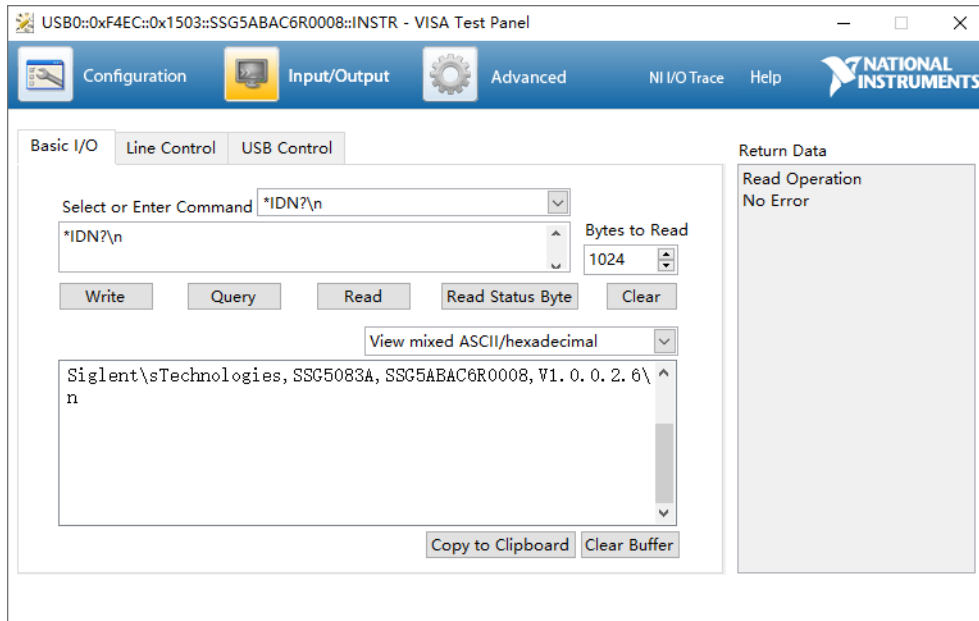 USB0::0xF4EC::0x1503::SSG5ABAC6R0008::INSTR - VISA Test Panel
Configuration
Input/Output
Advanced
NI I/O Trace
Help
NATIONAL
INSTRUMENTS
Basic I/O
Line Control
USB Control
Return Data
Select or Enter Command
*IDN?\n
*IDN?\n
Bytes to Read
1024
Write
Query
Read
Read Status Byte
Clear
View mixed ASCII/hexadecimal
Siglent\sTechnologies,SSG5083A,SSG5ABAC6R0008,V1.0.0.2.6\
n
Copy to Clipboard
Clear Buffer
Read Operation
No Error